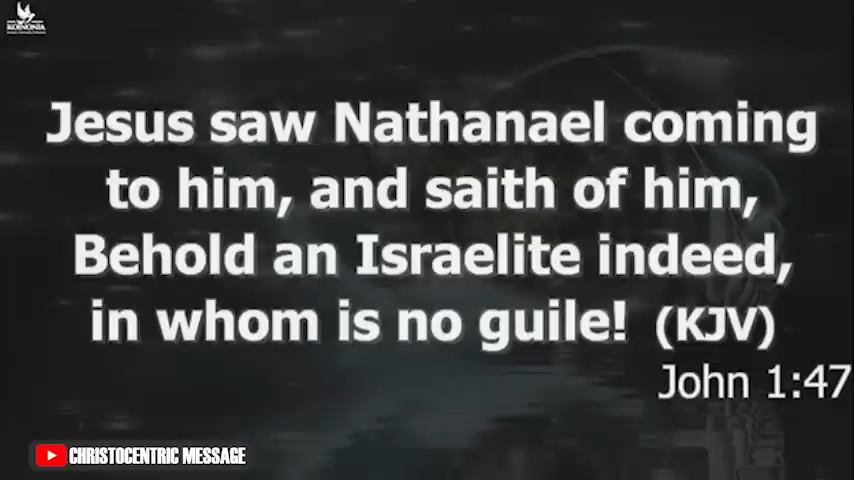 KOINONIA
Jesus saw Nathanael coming
to him, and saith of him,
Behold an Israelite indeed,
in whom is no guile! (KJV)
John 1:47
CHRISTOCENTRIC MESSAGE